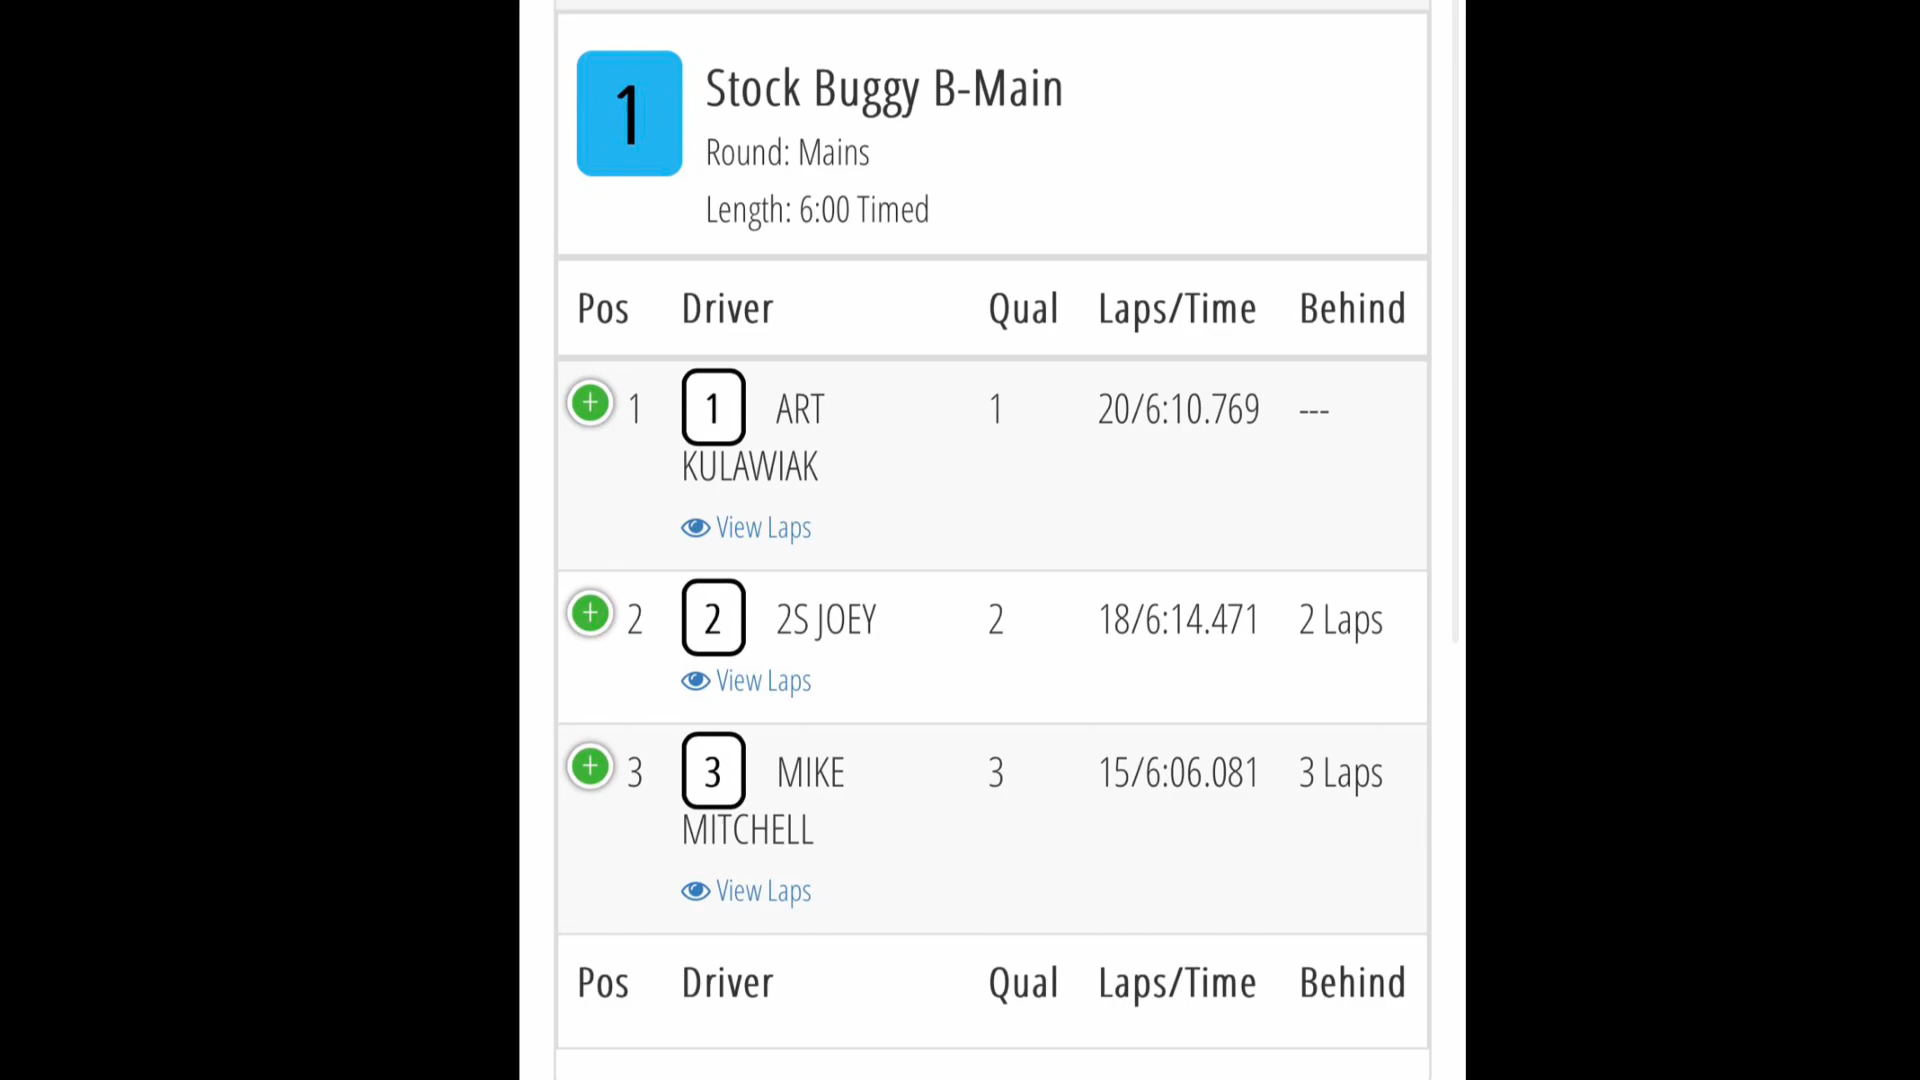 1
Stock Buggy B-Main
Round: Mains
Length: 6:00 Timed
Pos Driver Qual Laps/Time Behind
1 1 ART 1 20/6:10.769 ---
KULAWIAK
View Laps
2 2 2S JOEY 2 18/6:14.471 2 Laps
View Laps
3 3 MIKE 3 15/6:06.081 3 Laps
MITCHELL
View Laps
Pos Driver Qual Laps/Time Behind